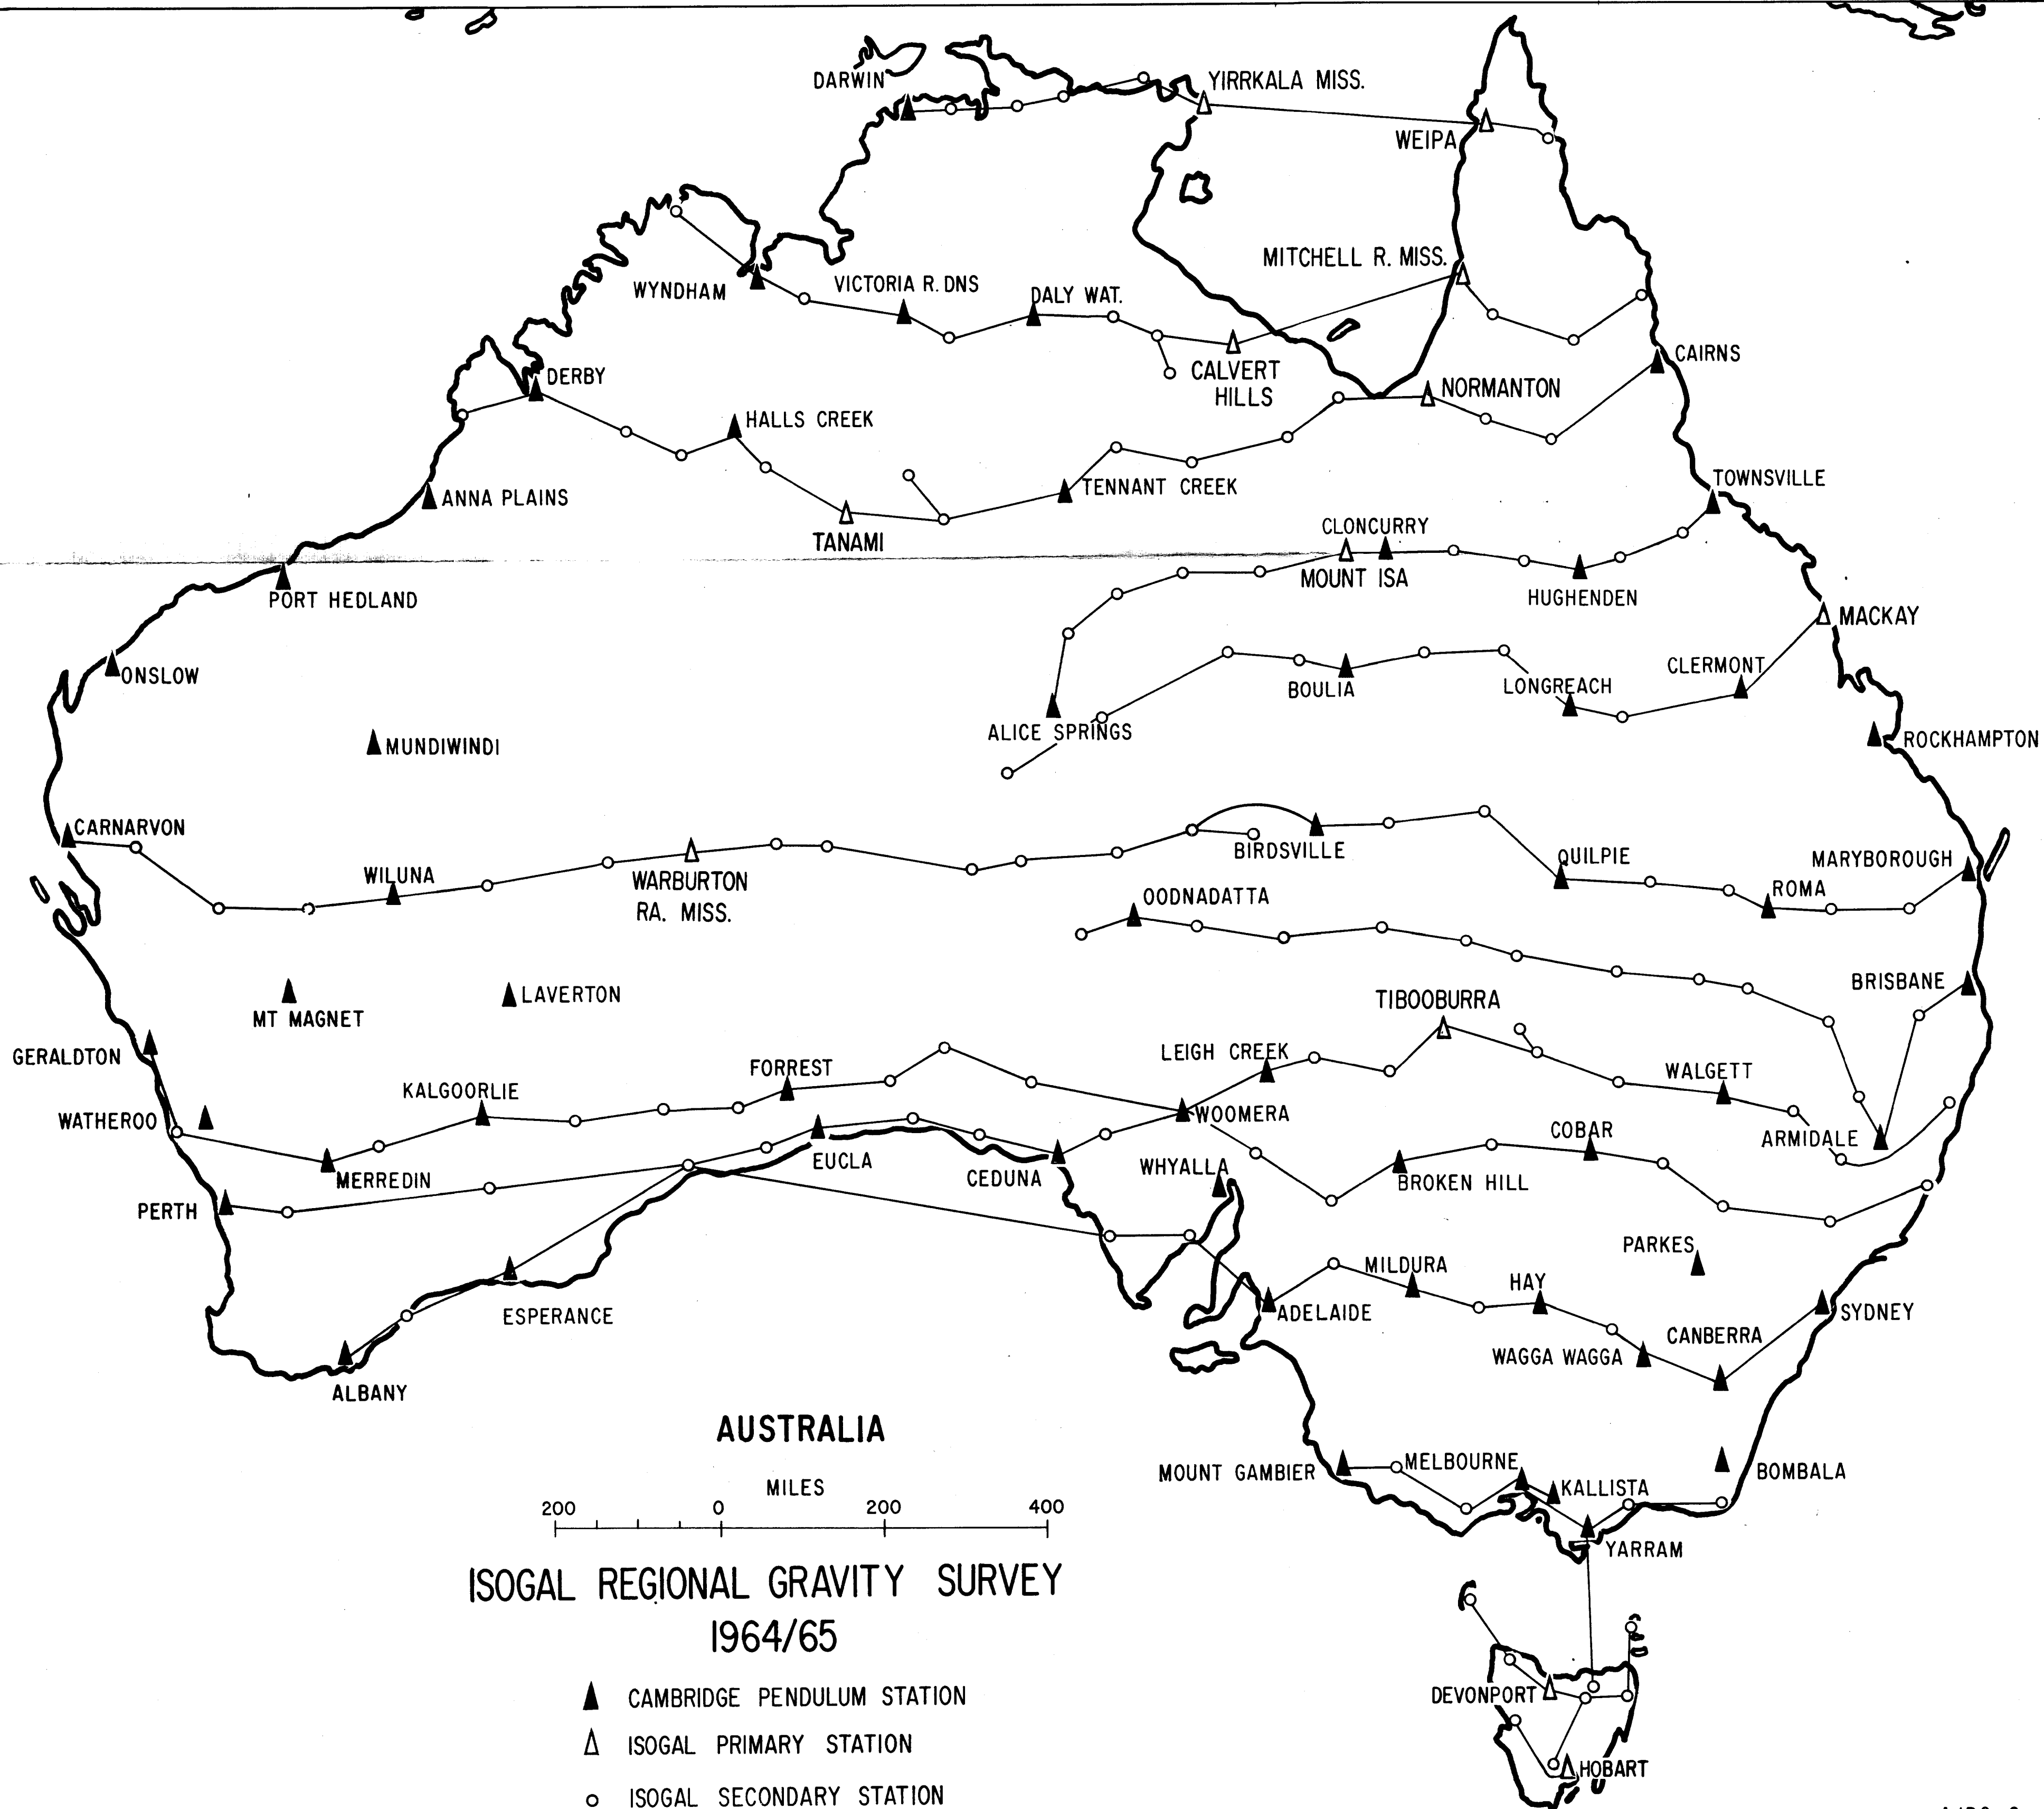 DARWIN
YIRRKALA MISS.
WEIPA
MITCHELL R. MISS.
WYNDHAM
VICTORIA R. DNS
DALY WAT.
CALVERT
HILLS
CAIRNS
DERBY
NORMANTON
HALLS CREEK
ANNA PLAINS
TENNANT CREEK
TOWNSVILLE
TANAMI
CLONCURRY
MOUNT ISA
HUGHENDEN
PORT HEDLAND
MACKAY
ONSLOW
BOULIA
LONGREACH
CLERMONT
ALICE SPRINGS
MUNDIWINDI
ROCKHAMPTON
CARNARVON
WILUNA
WARBURTON
RA. MISS.
BIRDSVILLE
QUILPIE
MARYBOROUGH
ROMA
OODNADATTA
MT MAGNET
LAVERTON
TIBOOBURRA
BRISBANE
GERALDTON
LEIGH CREEK
FORREST
KALGOORLIE
WALGETT
WATHEROO
WOOMERA
COBAR
ARMIDALE
MERREDIN
EUCLA
CEDUNA
WHYALLA
BROKEN HILL
PERTH
PARKES
MILDURA
HAY
ESPERANCE
ADELAIDE
SYDNEY
CANBERRA
WAGGA WAGGA
ALBANY
MOUNT GAMBIER
MELBOURNE
KALLISTA
BOMBALA
YARRAM
DEVONPORT
HOBART
AUSTRALIA
MILES
200 0 200 400
ISOGAL REGIONAL GRAVITY SURVEY
1964/65
CAMBRIDGE PENDULUM STATION
ISOGAL PRIMARY STATION
ISOGAL SECONDARY STATION